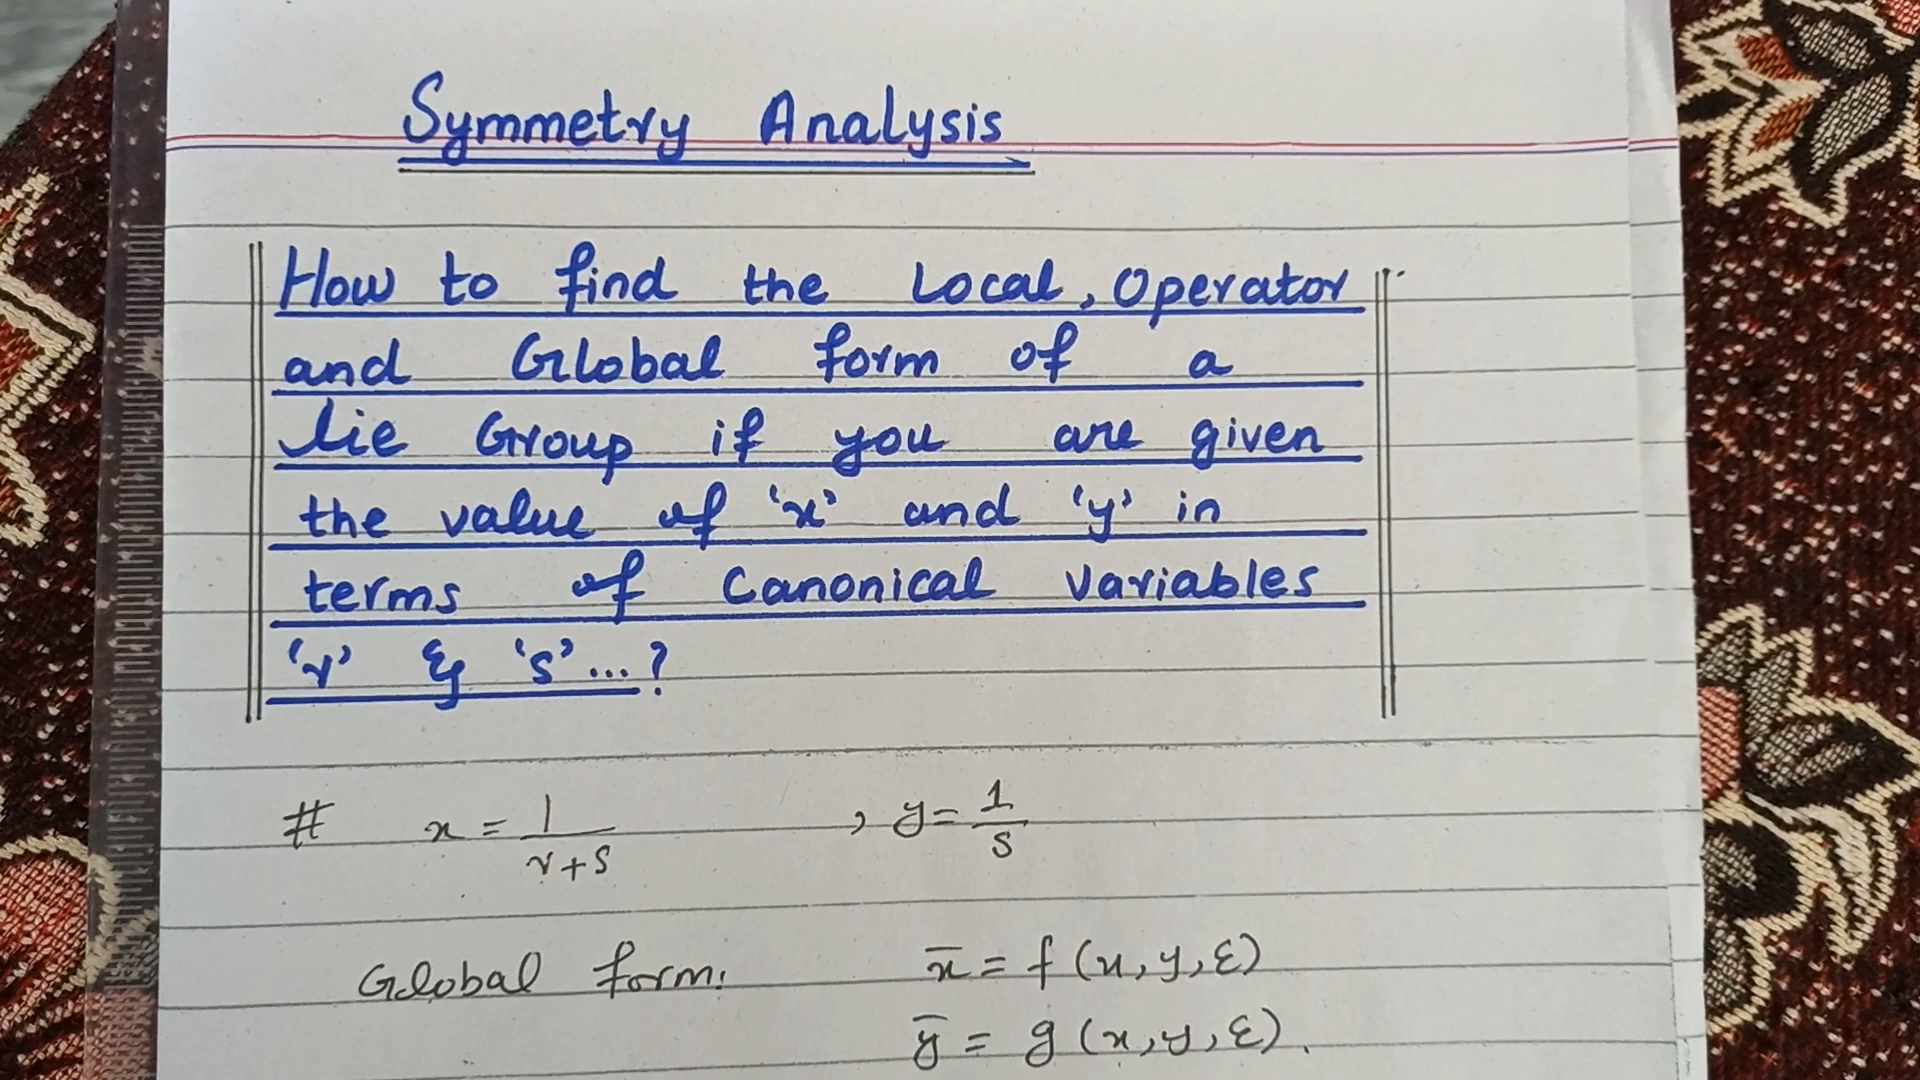 Symmetry Analysis
How to find the Local, Operator
and Global form of a
lie Group if you are given
the value of 'x' and 'y' in
terms of Canonical Variables
'r' & 's'...?
# x = 1/(r+s) , y = 1/s
Global form: x̄ = f (x, y, ε)
ȳ = g (x, y, ε).